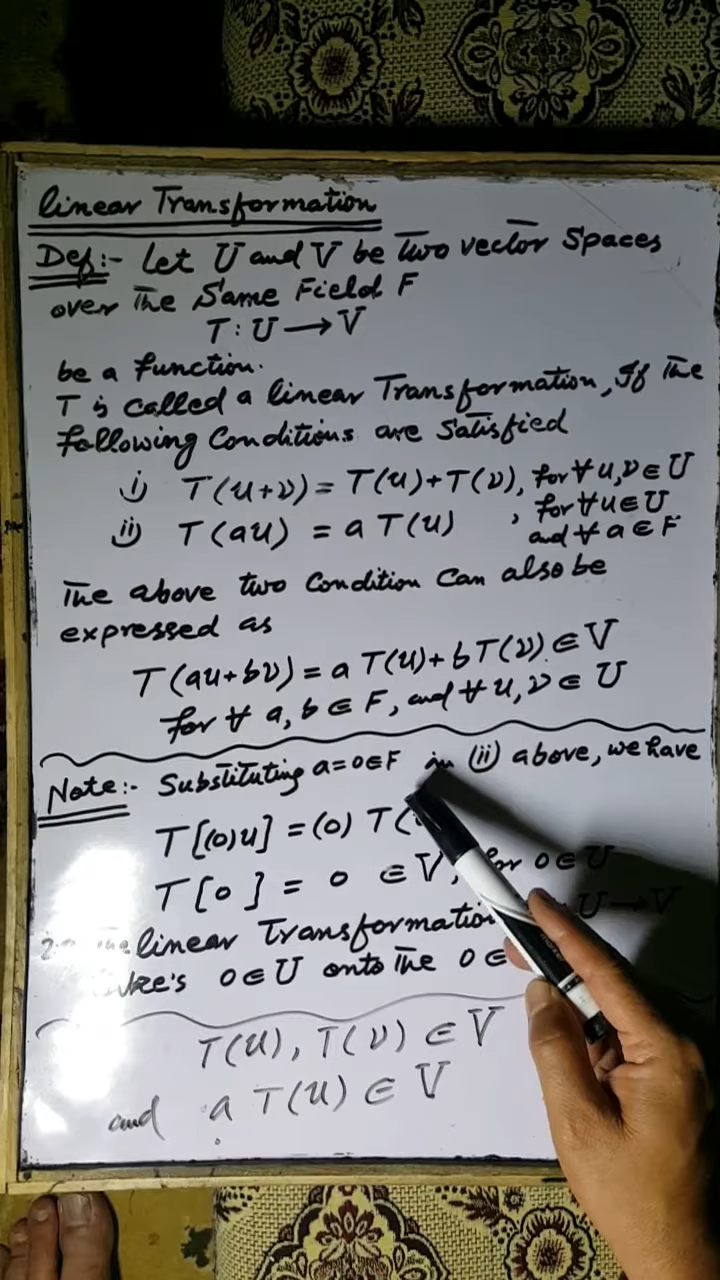 linear Transformation
Def:- Let U and V be two vector Spaces
over The Same Field F
T : U → V
be a function.
T is called a linear Transformation, If The
following Conditions are Satisfied
i) T(u+v) = T(u)+T(v), for ∀ u,v ∈ U
ii) T(au) = a T(u) , for ∀ u ∈ U
and ∀ a ∈ F
The above two Condition Can also be
expressed as
T(au+bv) = a T(u)+ b T(v) ∈ V
for ∀ a, b ∈ F, and ∀ u, v ∈ U
Note:- Substituting a=0∈F in (ii) above, we have
T[(0)u] = (0) T(
T[0] = 0 ∈ V, for 0 ∈ U
linear Transformation U → V
0 ∈ U onto The 0 ∈
T(u), T(v) ∈ V
and a T(u) ∈ V